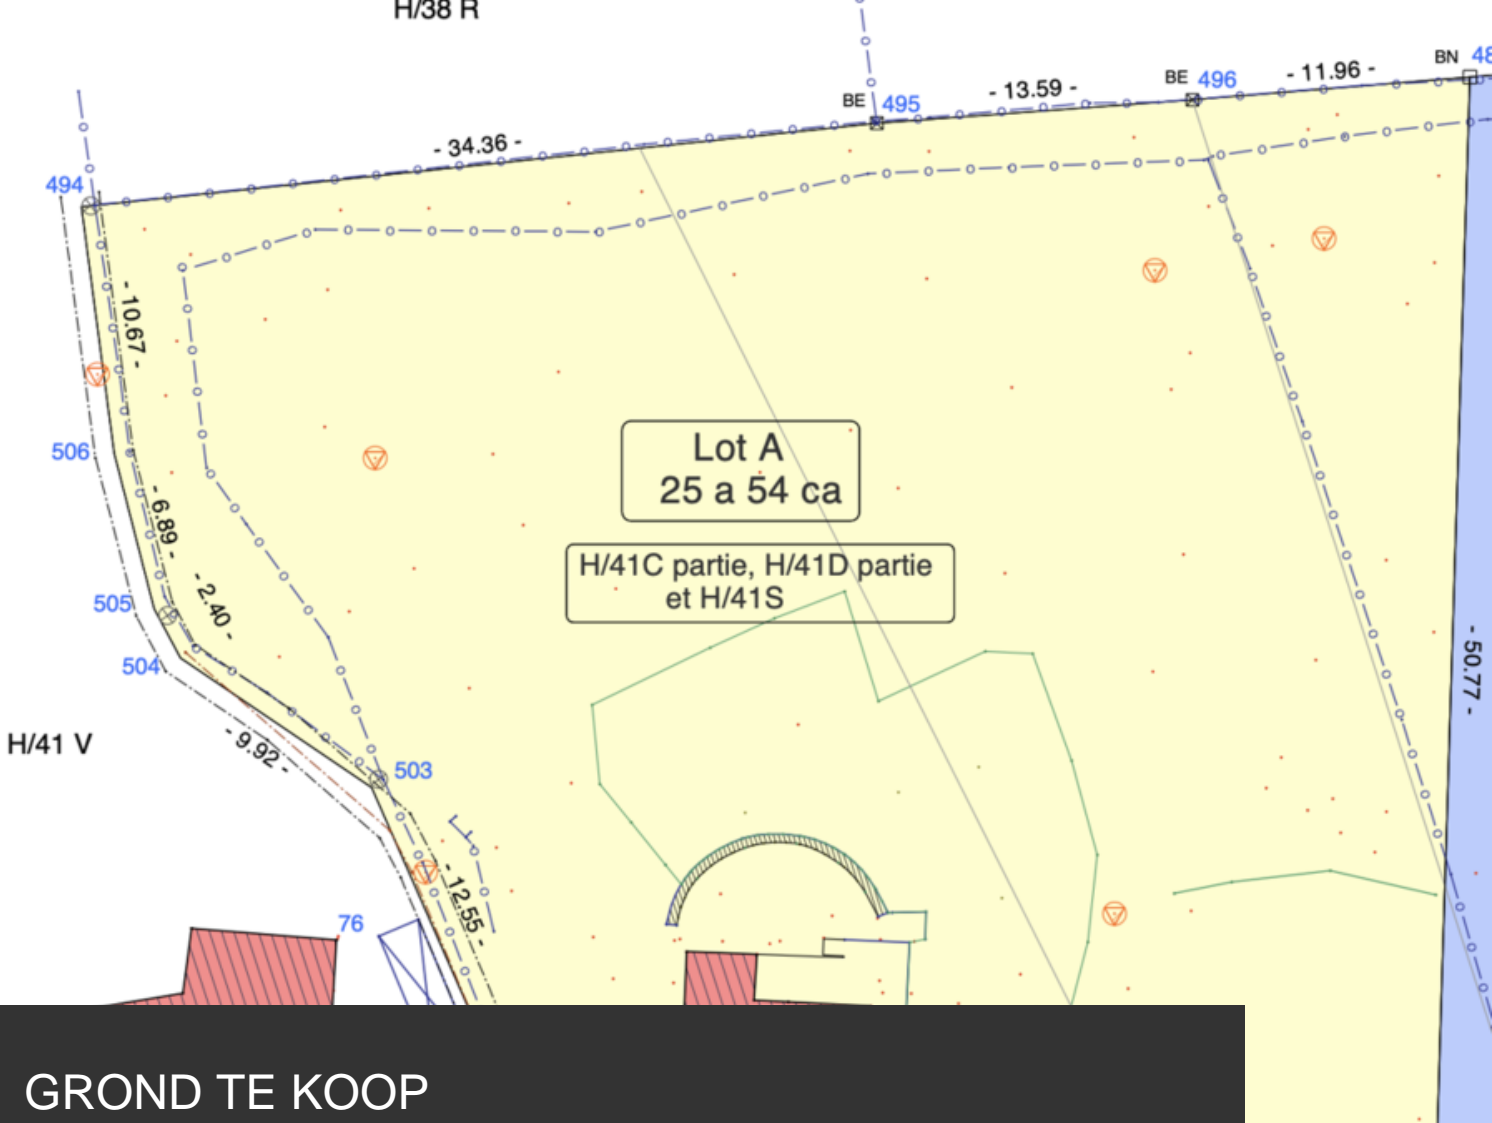 H/38 R
BN 48
BE 496
- 11.96 -
BE 495
- 13.59 -
- 34.36 -
494
- 10.67 -
506
Lot A
25 a 54 ca
- 6.89 -
H/41C partie, H/41D partie
et H/41S
505
- 2.40 -
504
- 50.77 -
H/41 V
- 9.92 -
503
- 12.55 -
76
GROND TE KOOP